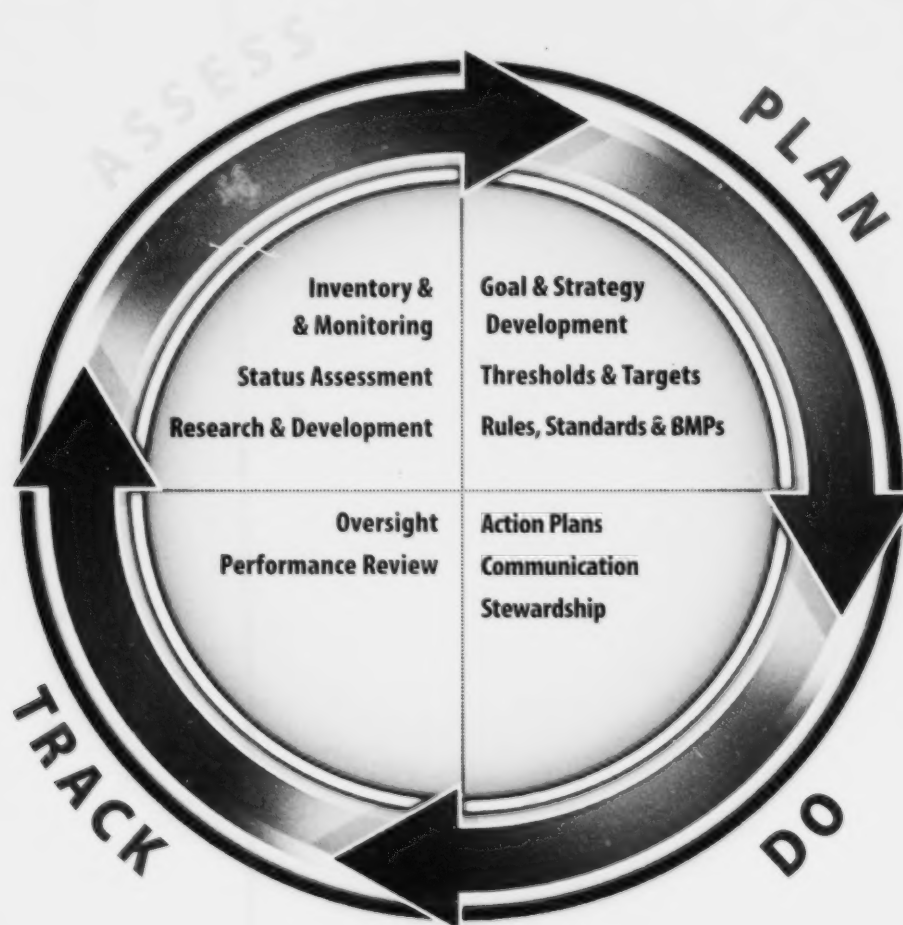 ASSESS
PLAN
Inventory &
& Monitoring
Status Assessment
Research & Development
Goal & Strategy
Development
Thresholds & Targets
Rules, Standards & BMPs
Oversight
Performance Review
Action Plans
Communication
Stewardship
TRACK
DO